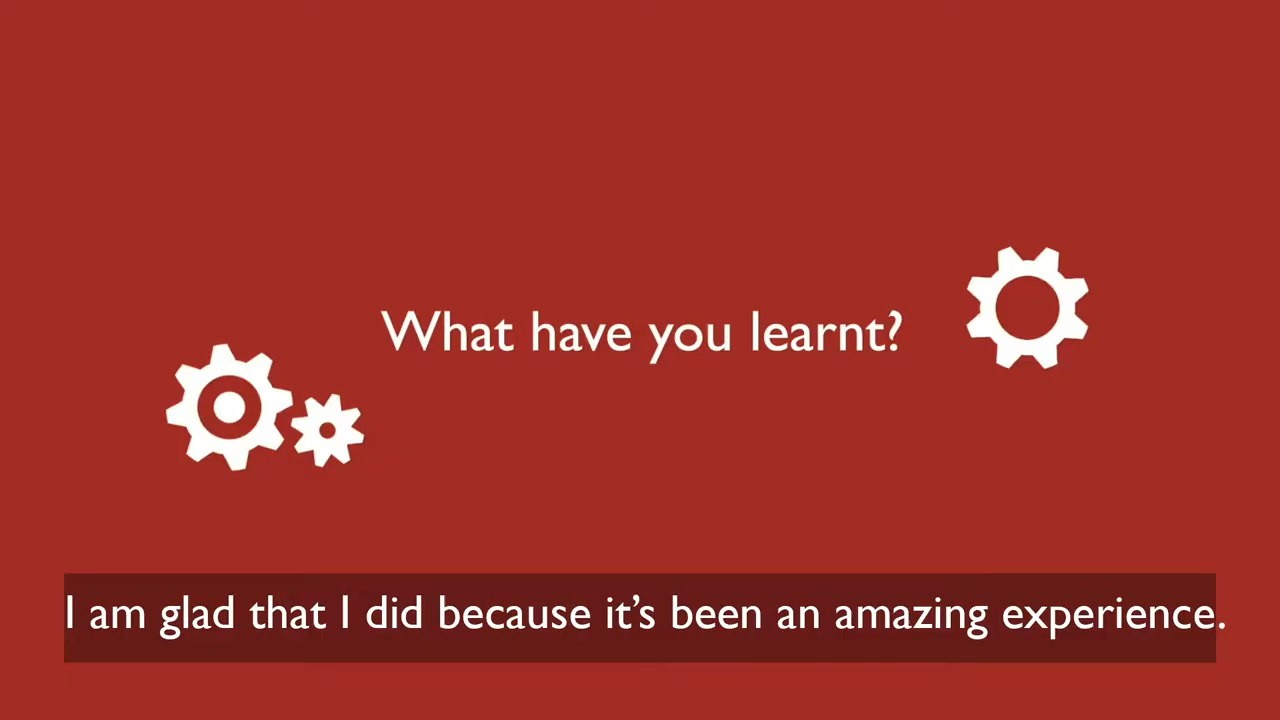 What have you learnt?
I am glad that I did because it’s been an amazing experience.